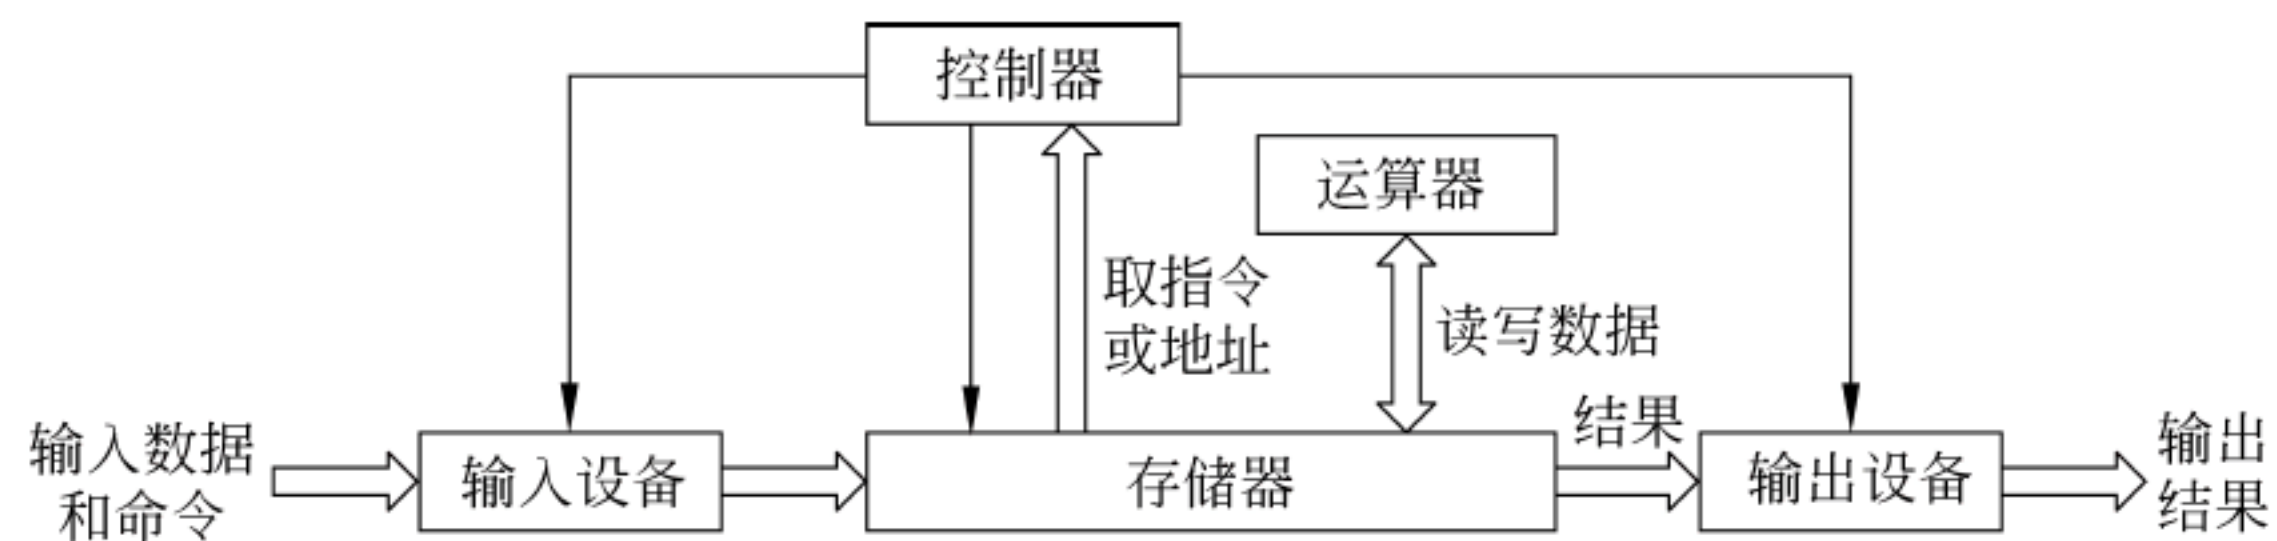 控制器
运算器
取指令
或地址
读写数据
结果
输入数据
和命令
输入设备
存储器
输出设备
输出
结果